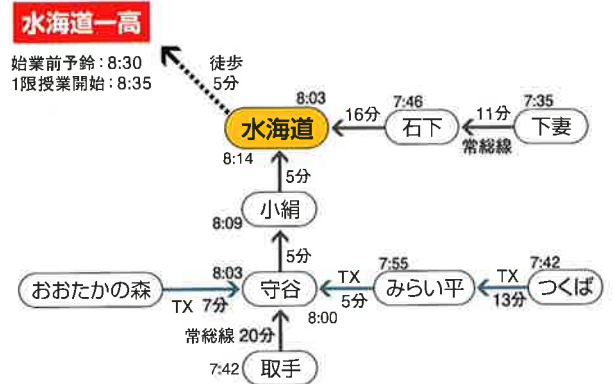 水海道一高
始業前予鈴：8:30
1限授業開始：8:35
徒歩
5分
8:03
水海道
8:14
16分
7:46
石下
11分
常総線
7:35
下妻
5分
小絹
8:09
5分
おおたかの森
TX 7分
8:03
守谷
8:00
TX
5分
7:55
みらい平
TX
13分
7:42
つくば
常総線 20分
7:42
取手